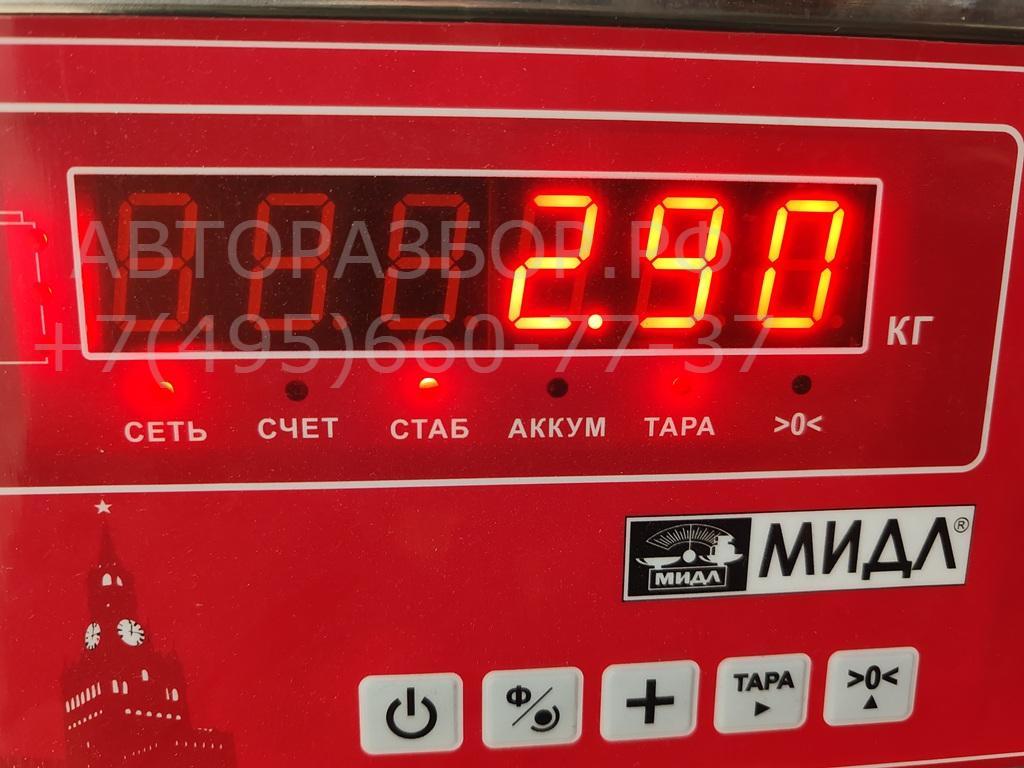 2.90
КГ
АВТОРАЗБОР.РФ
+7(495)660-77-37
СЕТЬ СЧЕТ СТАБ АККУМ ТАРА >0<
МИДЛ МИДЛ®
Ф ТАРА >0<